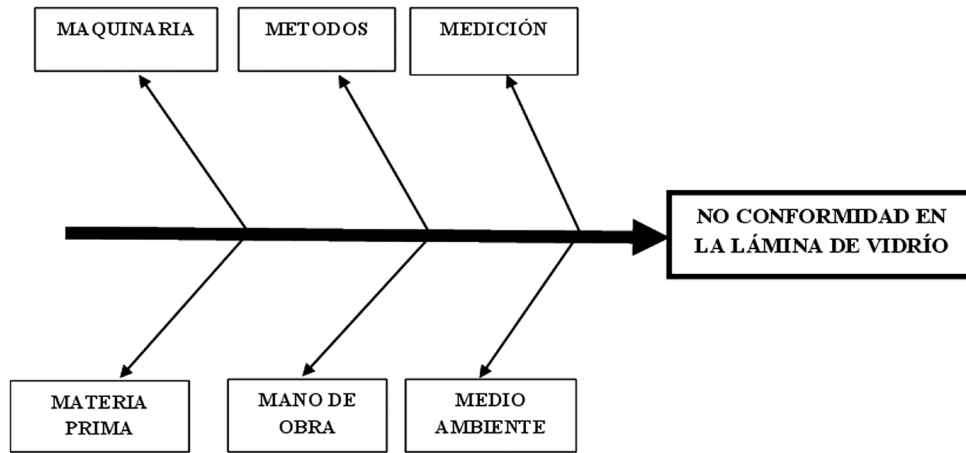 MAQUINARIA
METODOS
MEDICIÓN
NO CONFORMIDAD EN
LA LÁMINA DE VIDRÍO
MATERIA
PRIMA
MANO DE
OBRA
MEDIO
AMBIENTE